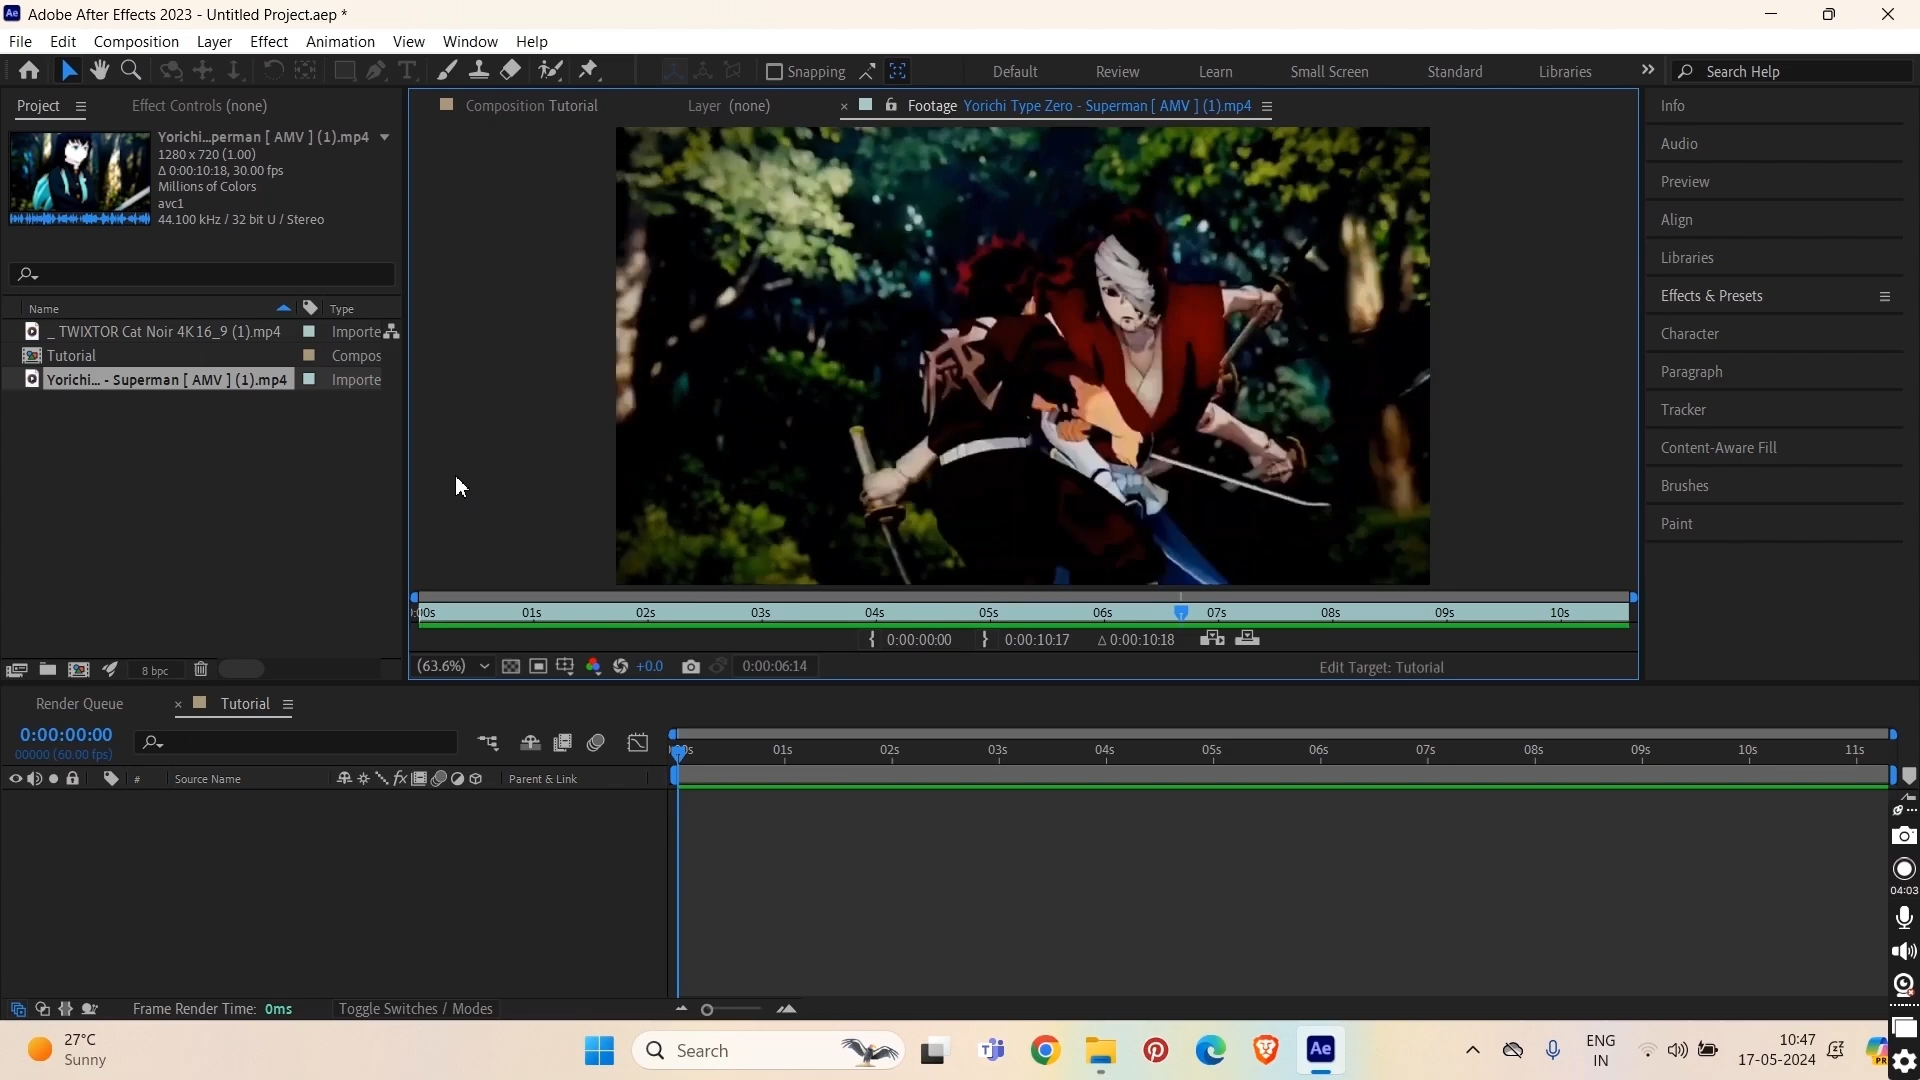 Adobe After Effects 2023 - Untitled Project.aep *
File Edit Composition Layer Effect Animation View Window Help
Snapping Default Review Learn Small Screen Standard Libraries Search Help
Project Effect Controls (none)
Composition Tutorial Layer (none) Footage Yorichi Type Zero - Superman [ AMV ] (1).mp4
Yorichi...perman [ AMV ] (1).mp4
1280 x 720 (1.00)
Δ 0:00:10:18, 30.00 fps
Millions of Colors
avc1
44.100 kHz / 32 bit U / Stereo
Name Type
_ TWIXTOR Cat Noir 4K 16_9 (1).mp4 Importe
Tutorial Compos
Yorichi... - Superman [ AMV ] (1).mp4 Importe
8 bpc
滅
:00s 01s 02s 03s 04s 05s 06s 07s 08s 09s 10s
0:00:00:00 0:00:10:17 Δ 0:00:10:18
(63.6%) +0.0 0:00:06:14 Edit Target: Tutorial
Info
Audio
Preview
Align
Libraries
Effects & Presets
Character
Paragraph
Tracker
Content-Aware Fill
Brushes
Paint
Render Queue Tutorial
0:00:00:00
00000 (60.00 fps)
01s 02s 03s 04s 05s 06s 07s 08s 09s 10s 11s
# Source Name fx Parent & Link
04:03
Frame Render Time: 0ms Toggle Switches / Modes
27°C
Sunny
Search
Ae
ENG
IN
10:47
17-05-2024